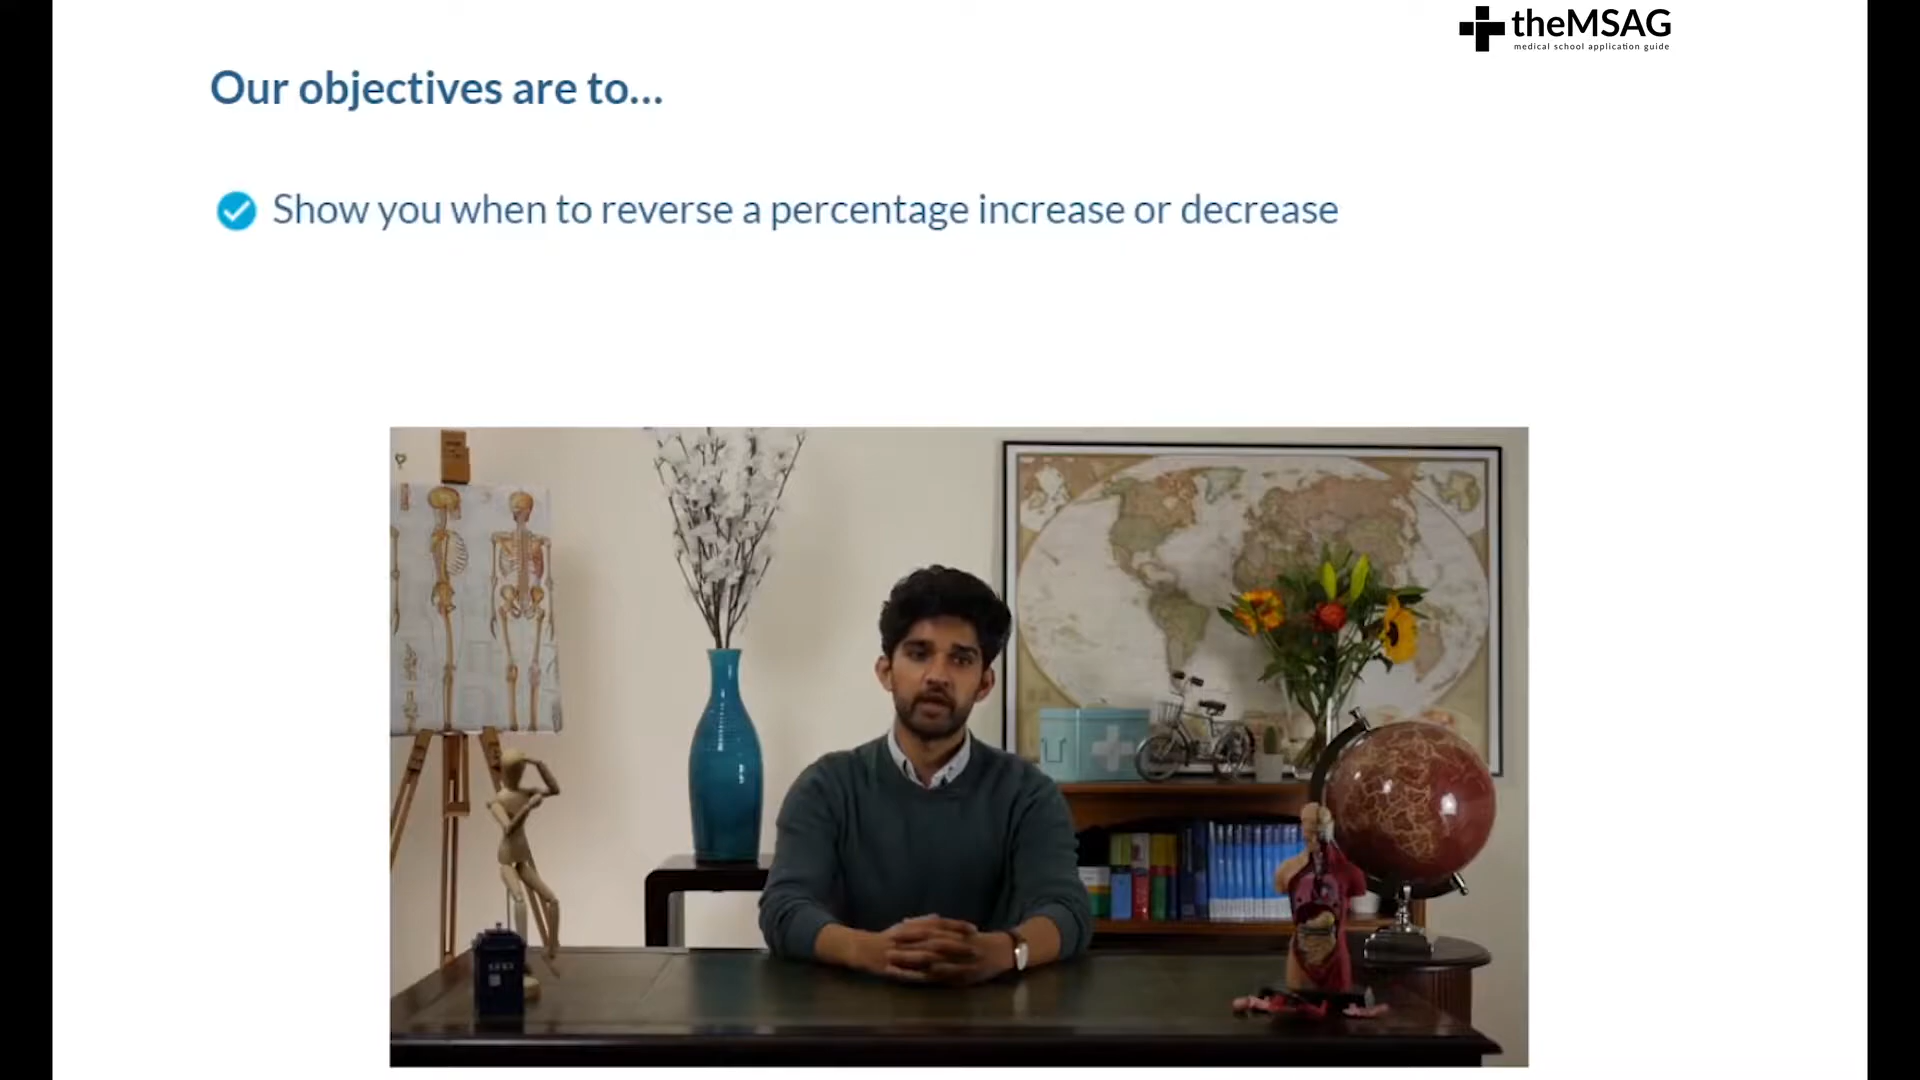 theMSAG
medical school application guide
Our objectives are to...
Show you when to reverse a percentage increase or decrease